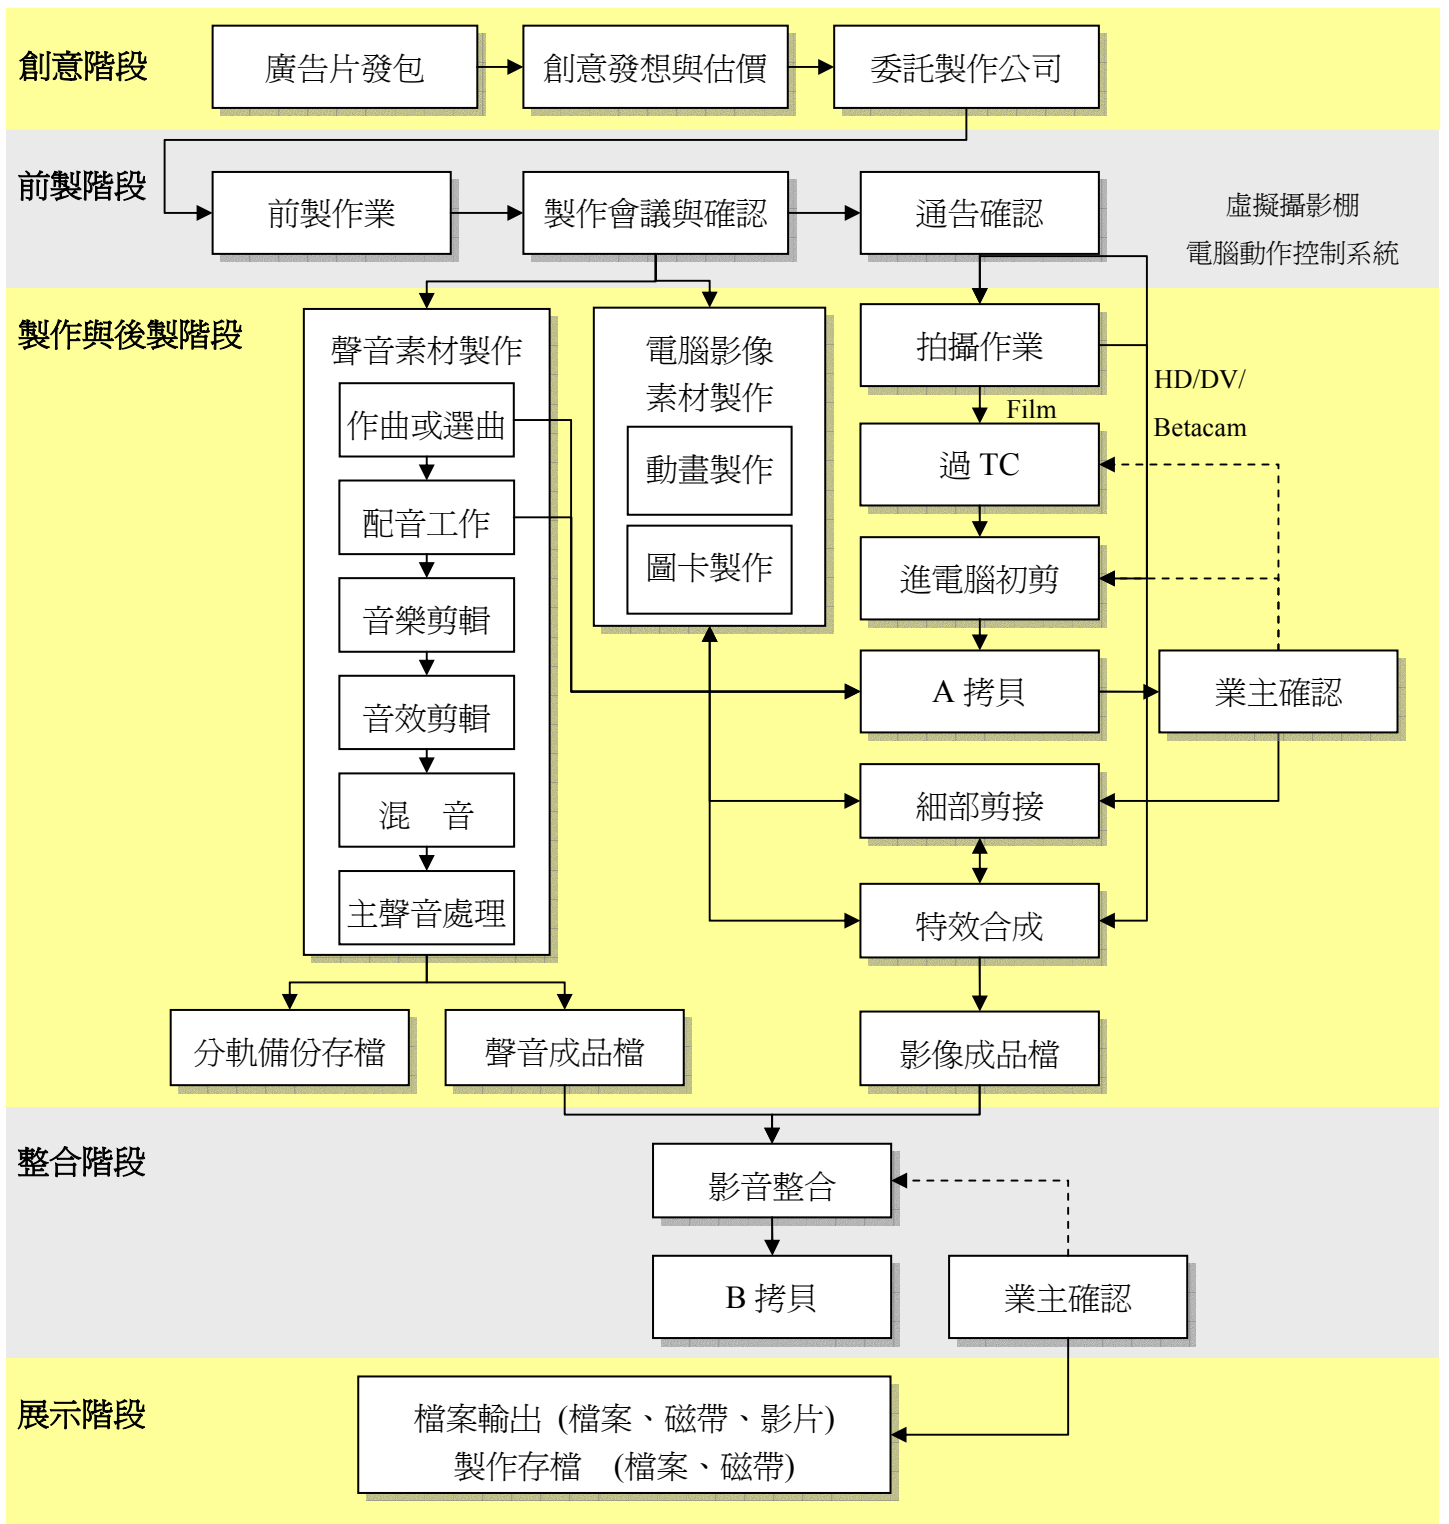 創意階段
廣告片發包
創意發想與估價
委託製作公司
前製階段
前製作業
製作會議與確認
通告確認
虛擬攝影棚
電腦動作控制系統
製作與後製階段
聲音素材製作
作曲或選曲
配音工作
音樂剪輯
音效剪輯
混　音
主聲音處理
電腦影像
素材製作
動畫製作
圖卡製作
拍攝作業
Film
HD/DV/
Betacam
過 TC
進電腦初剪
A 拷貝
業主確認
細部剪接
特效合成
分軌備份存檔
聲音成品檔
影像成品檔
整合階段
影音整合
B 拷貝
業主確認
展示階段
檔案輸出 (檔案、磁帶、影片)
製作存檔　(檔案、磁帶)